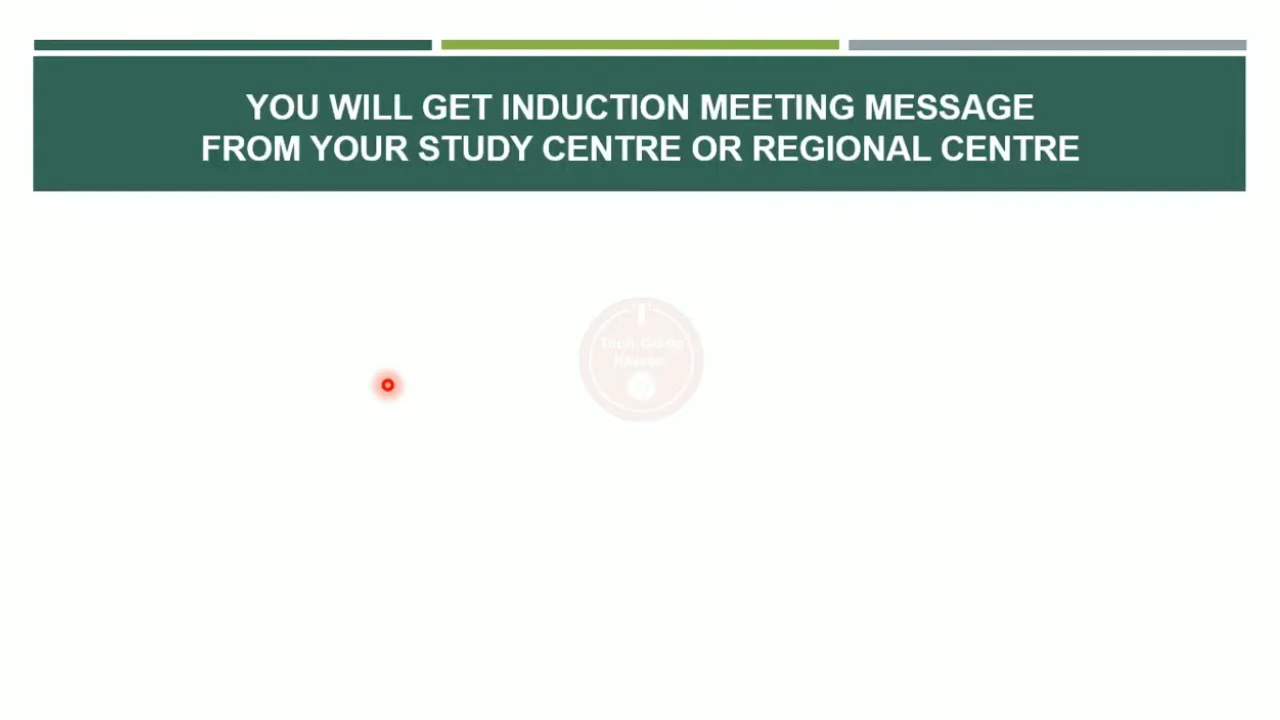 YOU WILL GET INDUCTION MEETING MESSAGE
FROM YOUR STUDY CENTRE OR REGIONAL CENTRE